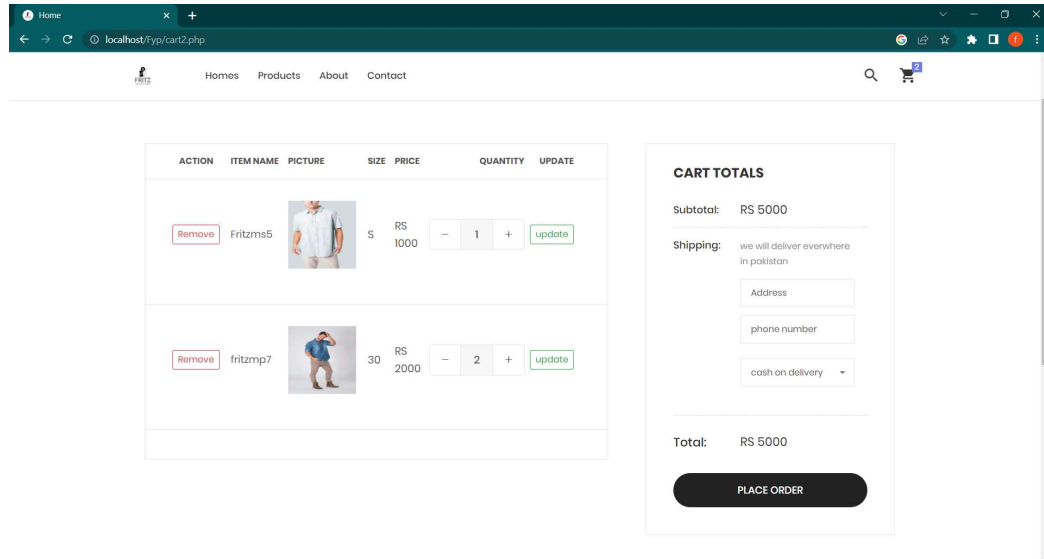 Home
localhost/Fyp/cart2.php
FRITZ
Homes Products About Contact
2
ACTION ITEM NAME PICTURE SIZE PRICE QUANTITY UPDATE
Remove Fritzms5 S RS 1000 − 1 + update
Remove fritzmp7 30 RS 2000 − 2 + update
CART TOTALS
Subtotal: RS 5000
Shipping: we will deliver everwhere
in pakistan
Address
phone number
cash on delivery
Total: RS 5000
PLACE ORDER